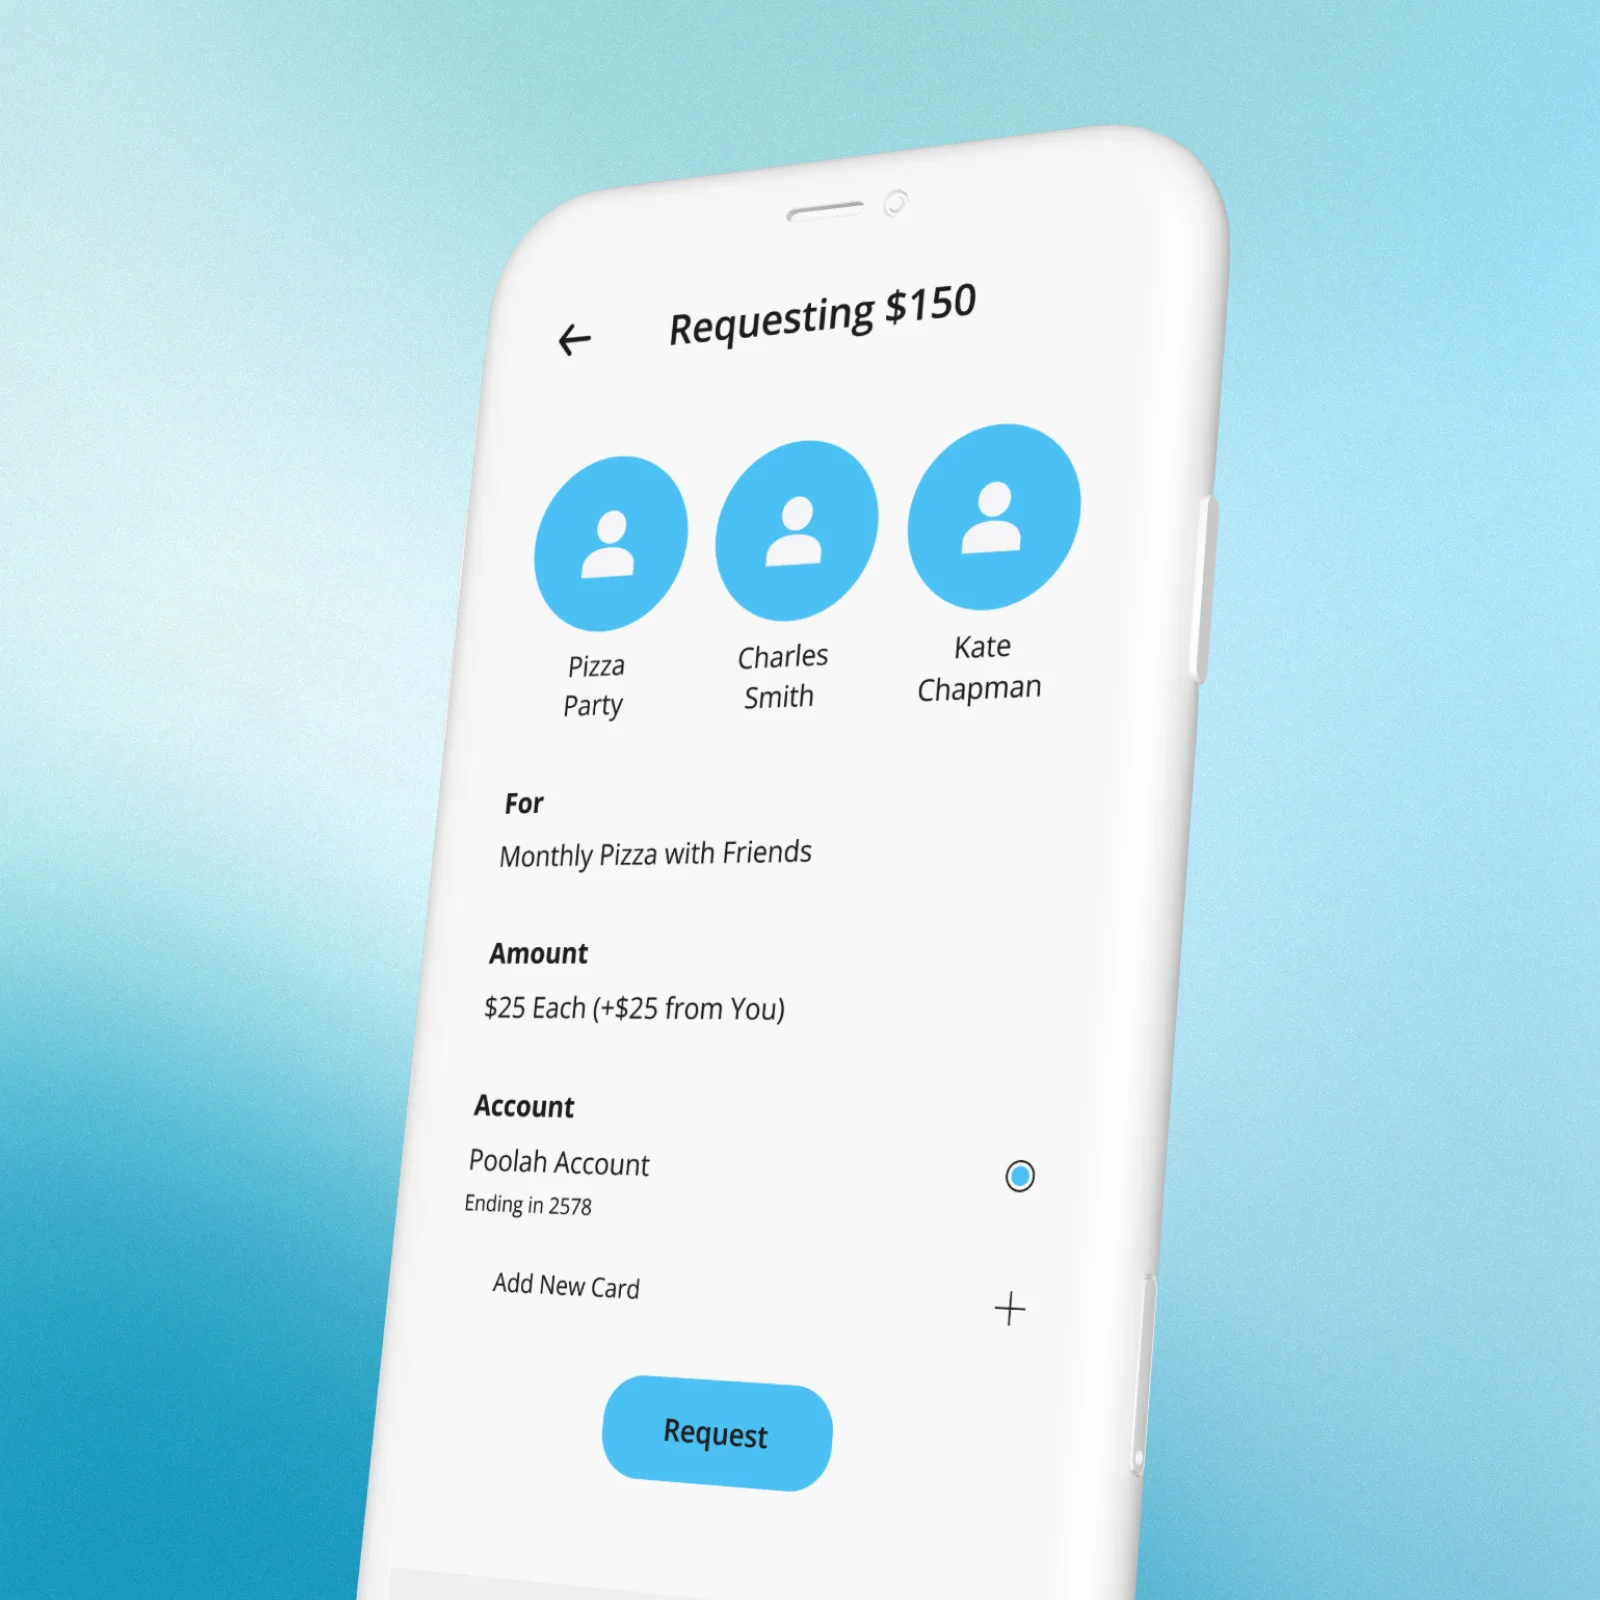 Requesting $150
Pizza
Party
Charles
Smith
Kate
Chapman
For
Monthly Pizza with Friends
Amount
$25 Each (+$25 from You)
Account
Poolah Account
Ending in 2578
Add New Card
Request